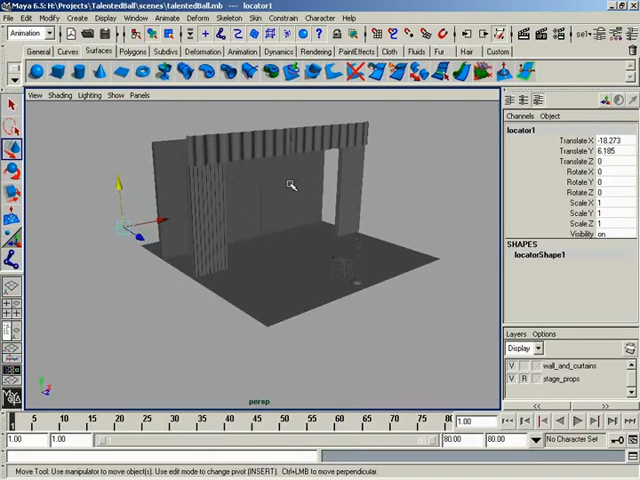 Maya 6.5: H:\Projects\TalentedBall\scenes\talentedBall.mb --- locator1
File Edit Modify Create Display Window Animate Deform Skeleton Skin Constrain Character Help
Animation
sel
General Curves Surfaces Polygons Subdivs Deformation Animation Dynamics Rendering PaintEffects Cloth Fluids Fur Hair Custom
View Shading Lighting Show Panels
Channels Object
locator1
Translate X -18.273
Translate Y 6.185
Translate Z 0
Rotate X 0
Rotate Y 0
Rotate Z 0
Scale X 1
Scale Y 1
Scale Z 1
Visibility on
SHAPES
locatorShape1
Layers Options
Display
V wall_and_curtains
V R stage_props
persp
5 10 15 20 25 30 35 40 45 50 55 60 65 70 75 80
1.00
1.00 1.00 80.00 80.00 No Character Set
Move Tool: Use manipulator to move object(s). Use edit mode to change pivot (INSERT). Ctrl+LMB to move perpendicular.